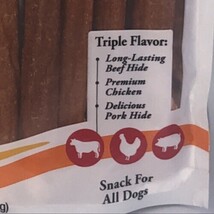 Triple Flavor:
Long-Lasting
Beef Hide
Premium
Chicken
Delicious
Pork Hide
Snack For
All Dogs
g)